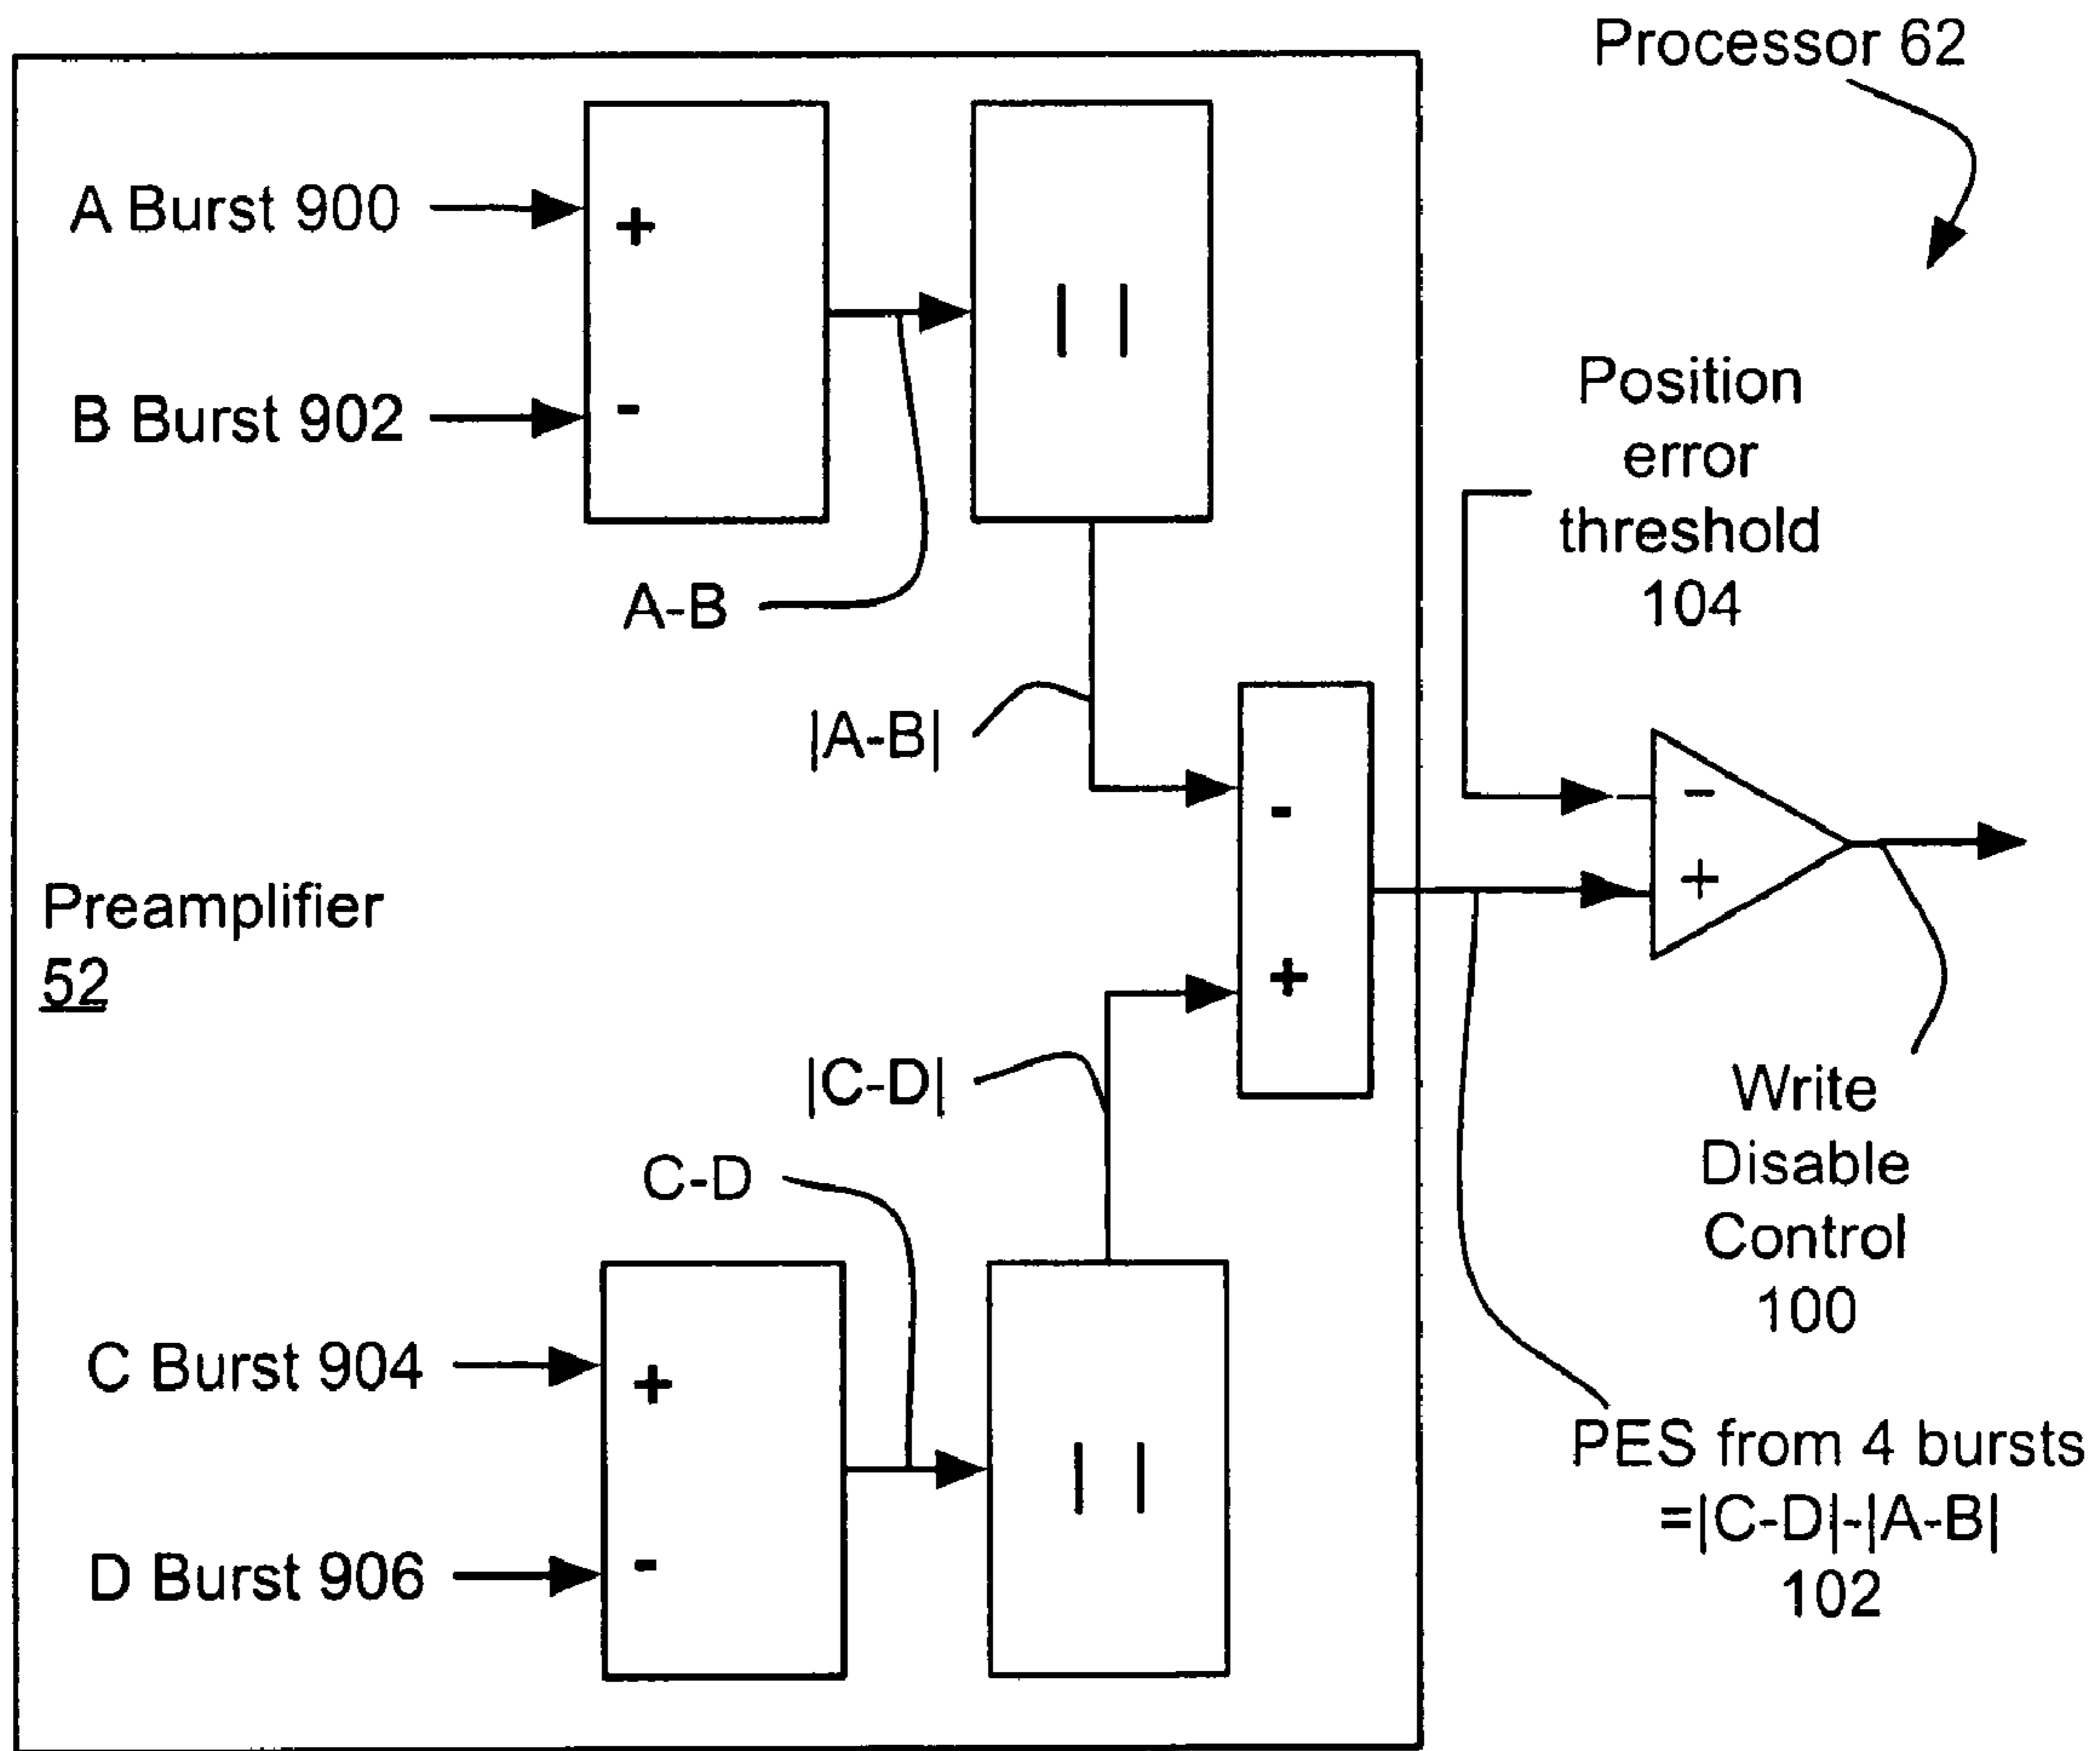 Processor 62
A Burst 900
+
| |
B Burst 902
-
Position
error
threshold
104
A-B
|A-B|
-
−
+
Preamplifier
52
+
|C-D|
Write
Disable
Control
100
C-D
C Burst 904
+
| |
D Burst 906
-
PES from 4 bursts
=|C-D|-|A-B|
102